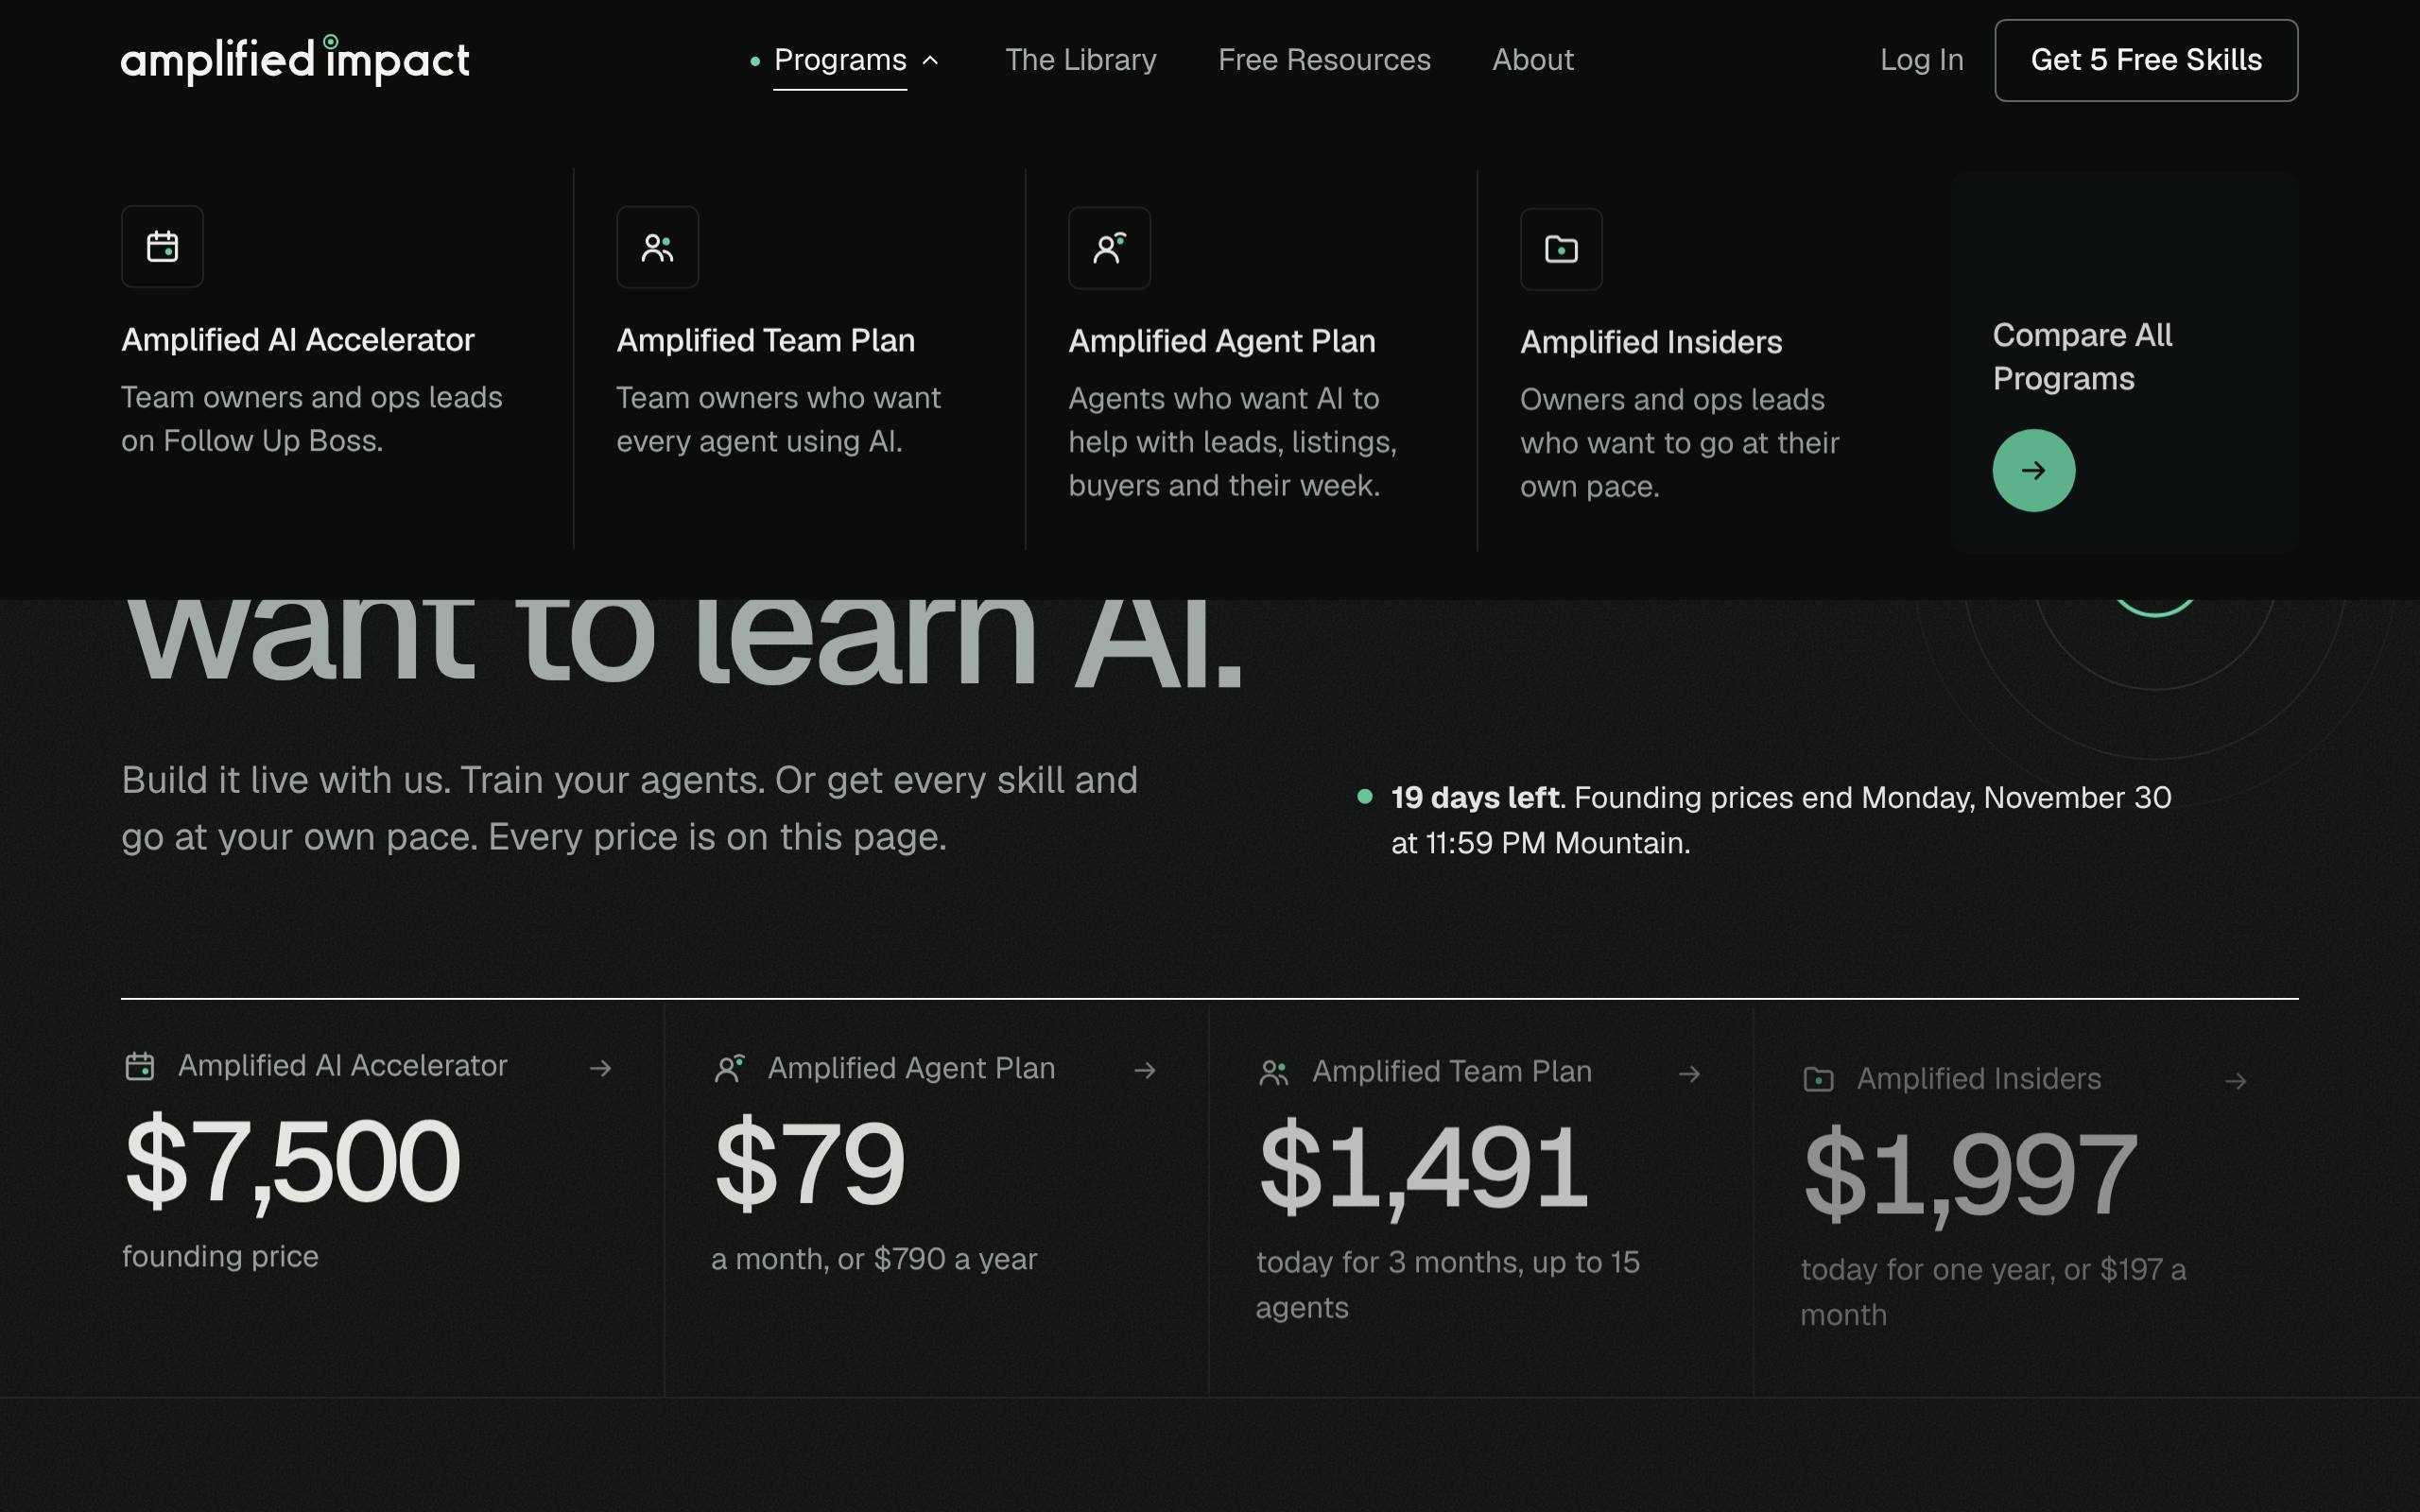 amplified impact
Programs
The Library
Free Resources
About
Log In
Get 5 Free Skills
Amplified AI Accelerator
Team owners and ops leads
on Follow Up Boss.
Amplified Team Plan
Team owners who want
every agent using AI.
Amplified Agent Plan
Agents who want AI to
help with leads, listings,
buyers and their week.
Amplified Insiders
Owners and ops leads
who want to go at their
own pace.
Compare All
Programs
want to learn AI.
Build it live with us. Train your agents. Or get every skill and
go at your own pace. Every price is on this page.
19 days left. Founding prices end Monday, November 30
at 11:59 PM Mountain.
Amplified AI Accelerator
$7,500
founding price
Amplified Agent Plan
$79
a month, or $790 a year
Amplified Team Plan
$1,491
today for 3 months, up to 15
agents
Amplified Insiders
$1,997
today for one year, or $197 a
month